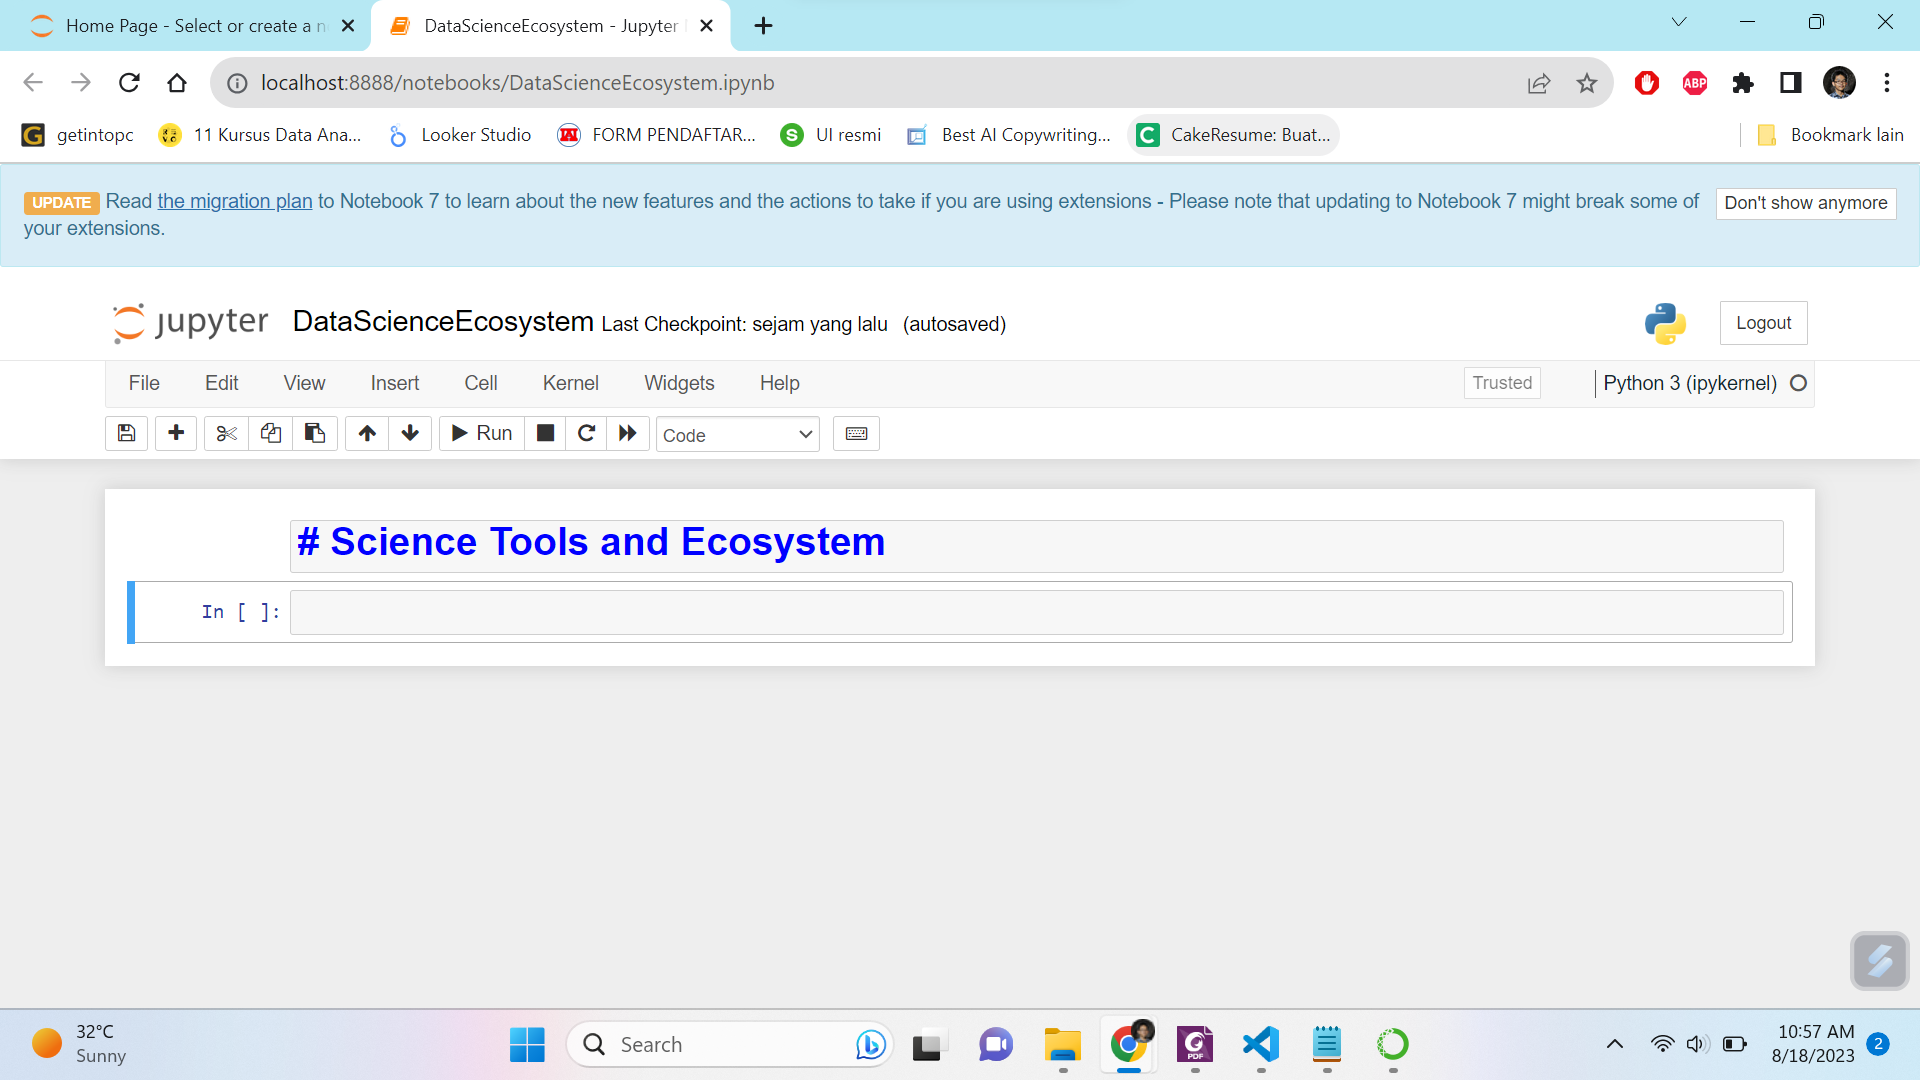 Home Page - Select or create a n
DataScienceEcosystem - Jupyter
localhost:8888/notebooks/DataScienceEcosystem.ipynb
ABP
getintopc
11 Kursus Data Ana...
Looker Studio
FORM PENDAFTAR...
S
UI resmi
Best AI Copywriting...
C
CakeResume: Buat...
Bookmark lain
UPDATE Read the migration plan to Notebook 7 to learn about the new features and the actions to take if you are using extensions - Please note that updating to Notebook 7 might break some of
your extensions.
Don't show anymore
jupyter DataScienceEcosystem Last Checkpoint: sejam yang lalu (autosaved)
Logout
File Edit View Insert Cell Kernel Widgets Help
Trusted
Python 3 (ipykernel)
Run
Code
# Science Tools and Ecosystem
In [ ]:
32°C
Sunny
Search
PDF
10:57 AM
8/18/2023
2